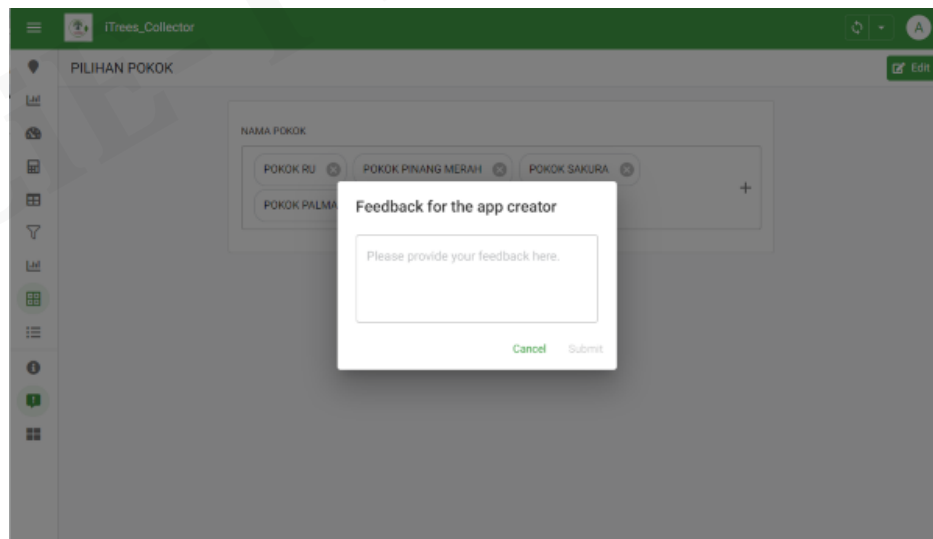 iTrees_Collector
A
PILIHAN POKOK
Edit
NAMA POKOK
POKOK RU
POKOK PINANG MERAH
POKOK SAKURA
POKOK PALMA
Feedback for the app creator
Please provide your feedback here.
Cancel
Submit